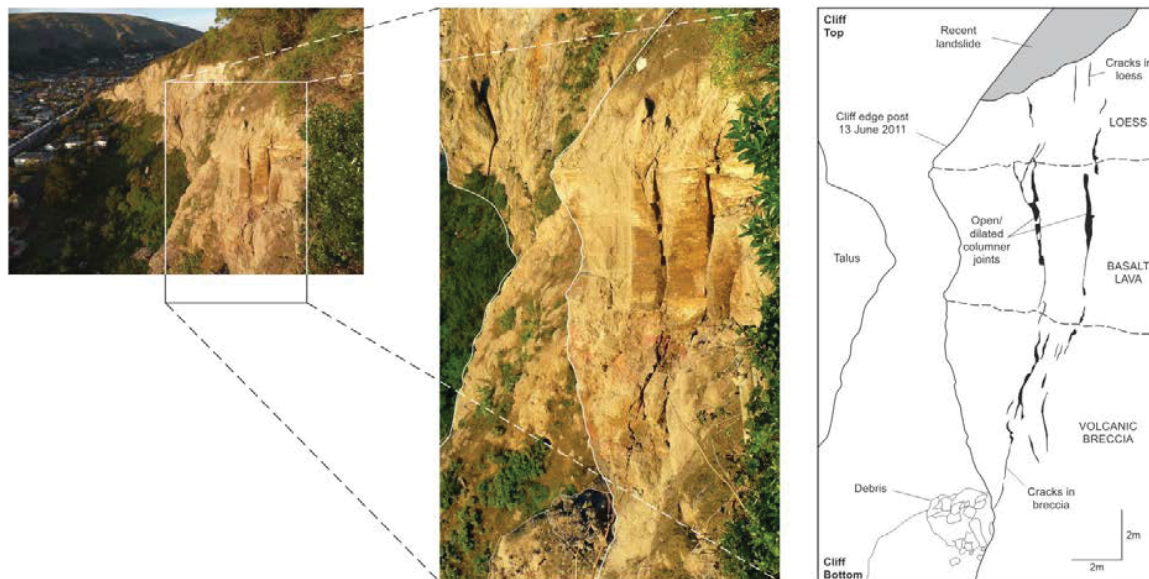 Cliff
Top
Recent
landslide
Cracks in
loess
Cliff edge post
13 June 2011
LOESS
Open/
dilated
columner
joints
Talus
BASALT
LAVA
VOLCANIC
BRECCIA
Debris
Cracks in
breccia
Cliff
Bottom
2m
2m